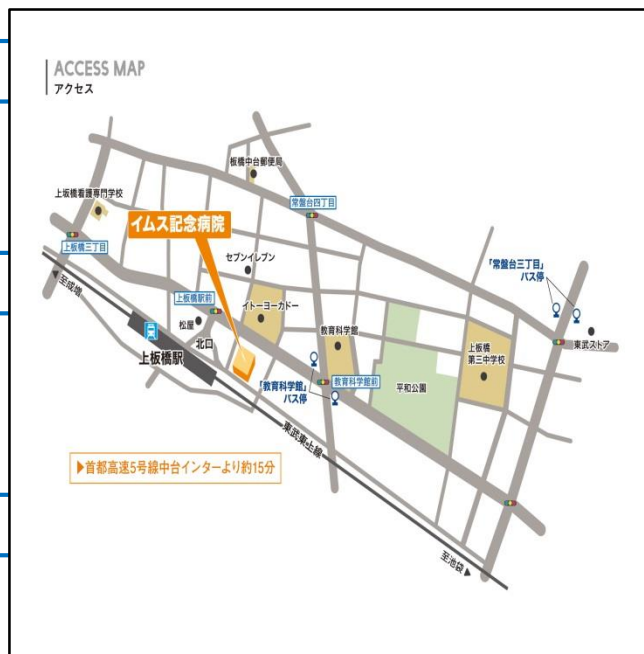 ACCESS MAP
アクセス
板橋中台郵便局
上板橋看護専門学校
常盤台四丁目
イムス記念病院
上板橋三丁目
セブンイレブン
「常盤台三丁目」
バス停
至成増
上板橋駅前
イトーヨーカドー
松屋
教育科学館
東武ストア
北口
上板橋
第三中学校
上板橋駅
「教育科学館」
バス停
教育科学館前
平和公園
東武東上線
▶首都高速5号線中台インターより約15分
至池袋